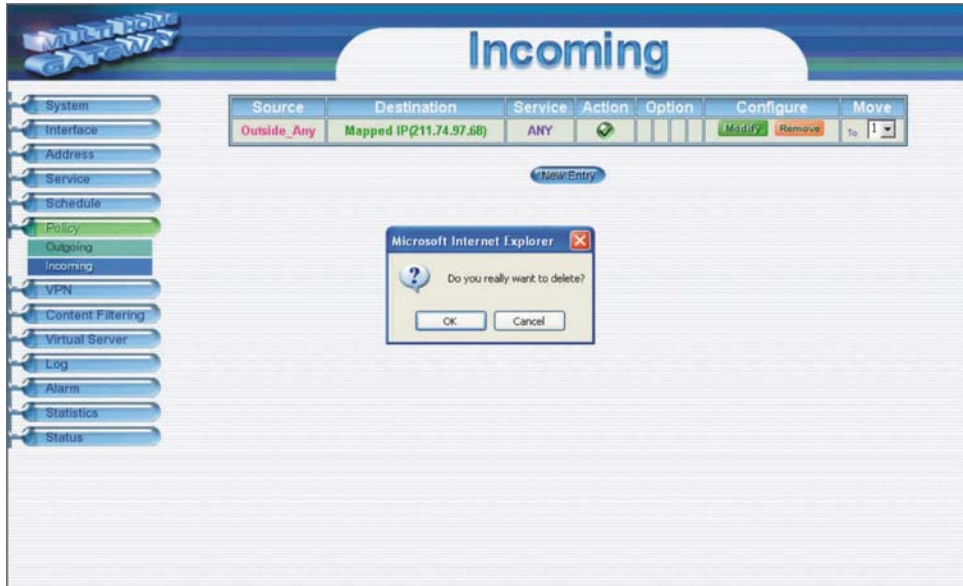 MULTI HOME
GATEWAY
Incoming
System
Interface
Address
Service
Schedule
Policy
Outgoing
Incoming
VPN
Content Filtering
Virtual Server
Log
Alarm
Statistics
Status
Source Destination Service Action Option Configure Move
Outside_Any Mapped IP(211.74.97.68) ANY Modify Remove To 1
New Entry
Microsoft Internet Explorer
Do you really want to delete?
OK Cancel